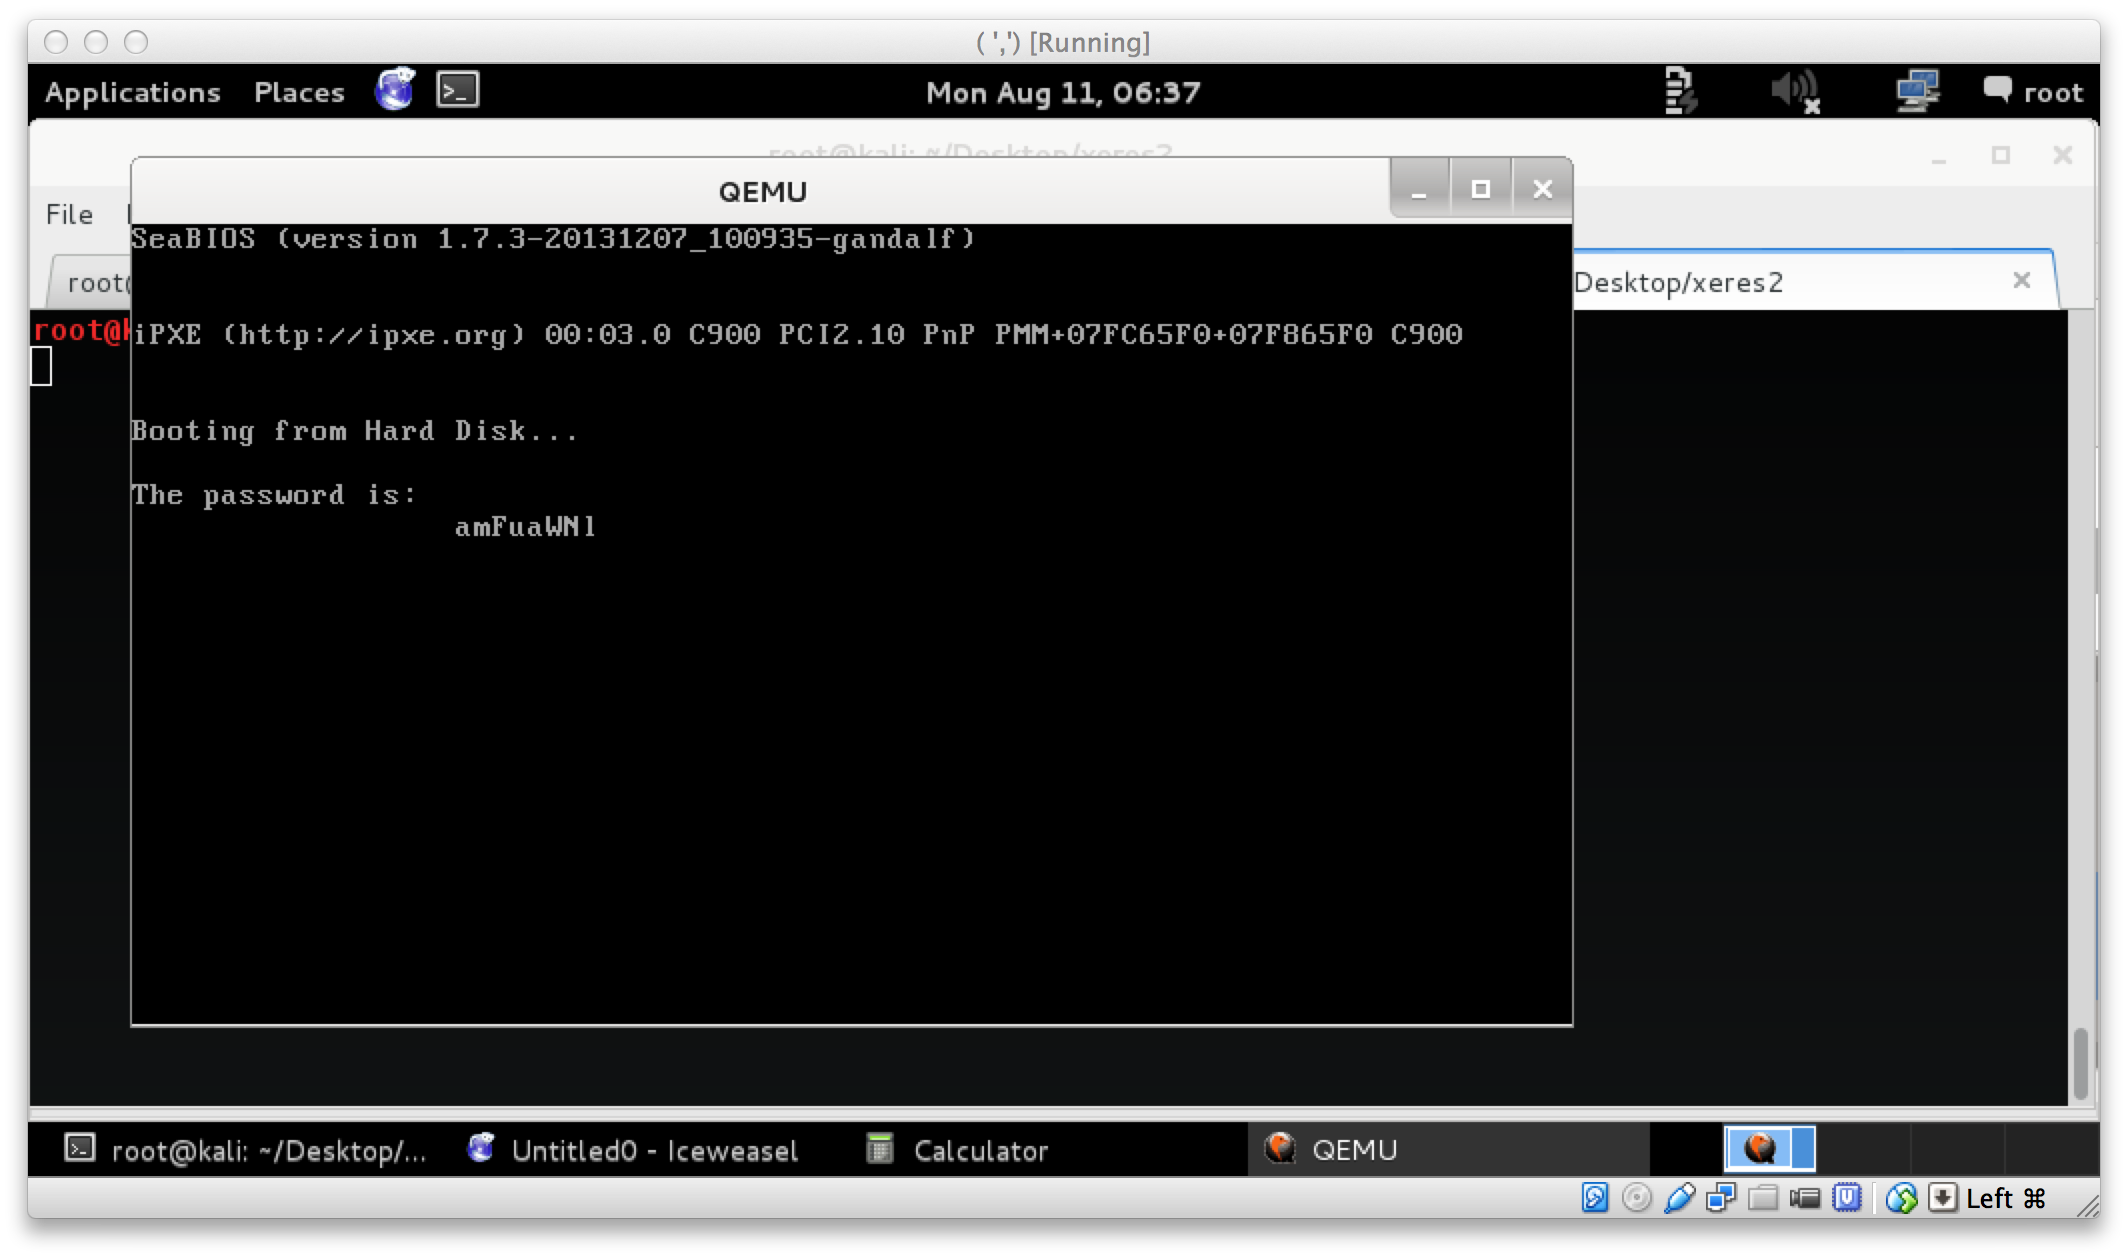 ( ',') [Running]
Applications Places Mon Aug 11, 06:37 root
root@kali: ~/Desktop/xeres2
QEMU
File
SeaBIOS (version 1.7.3-20131207_100935-gandalf)
Desktop/xeres2
iPXE (http://ipxe.org) 00:03.0 C900 PCI2.10 PnP PMM+07FC65F0+07F865F0 C900
Booting from Hard Disk...
The password is:
amFuaWNl
root@kali: ~/Desktop/... Untitled0 - Iceweasel Calculator QEMU
Left ⌘